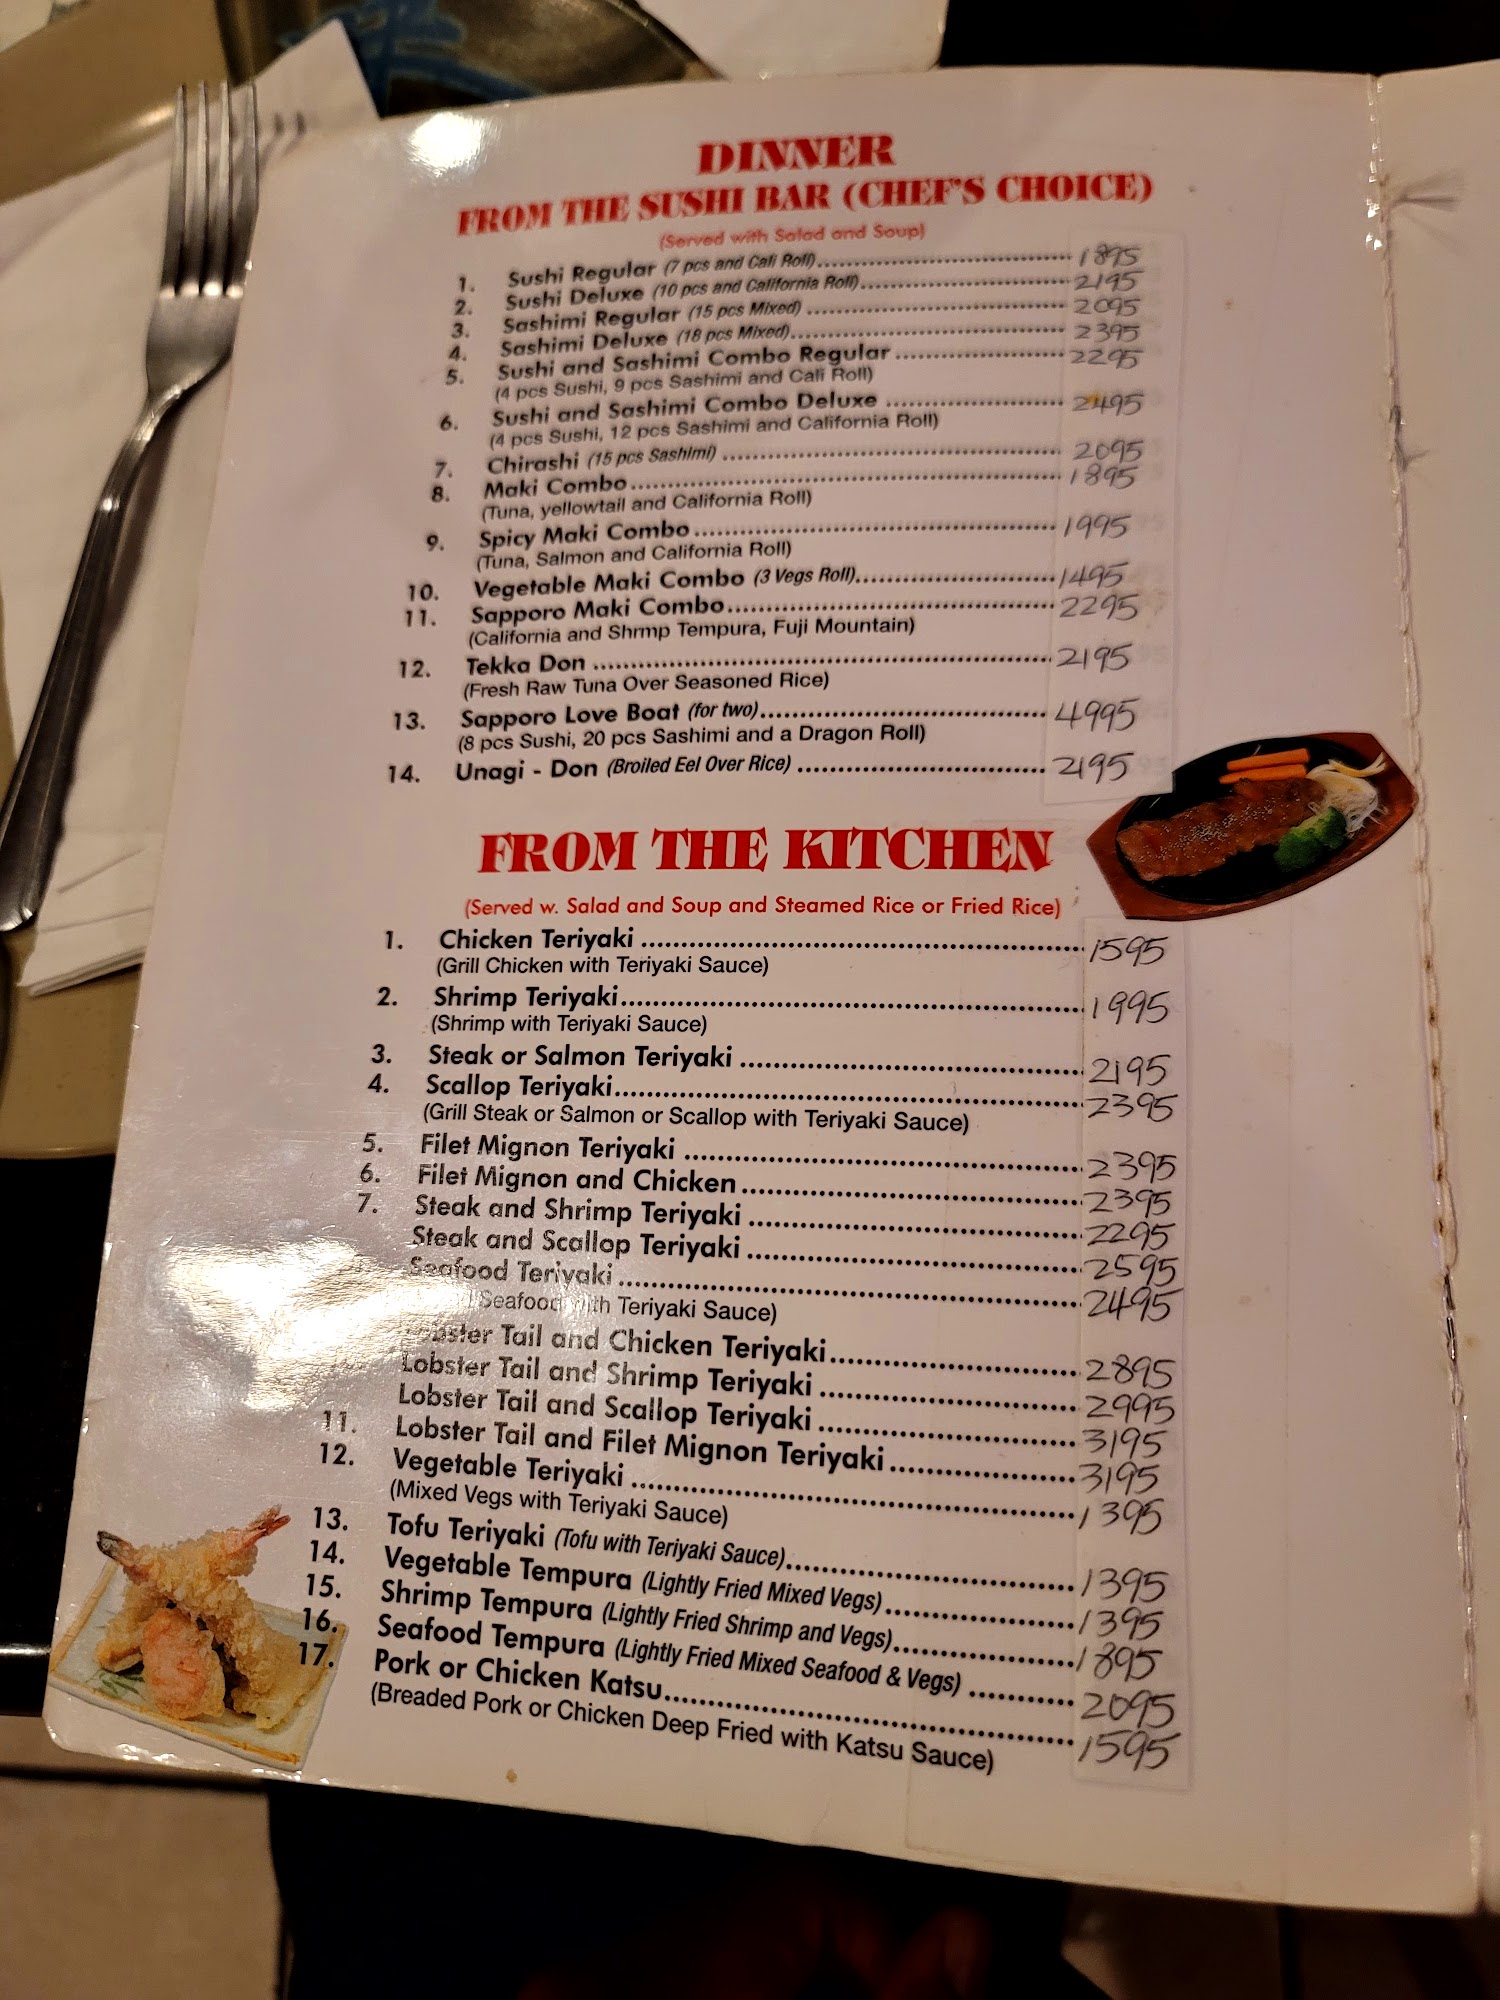 DINNER
FROM THE SUSHI BAR (CHEF'S CHOICE)
(Served with Salad and Soup)
1. Sushi Regular (7 pcs and Cali Roll) 1895
2. Sushi Deluxe (10 pcs and California Roll) 2195
3. Sashimi Regular (15 pcs Mixed) 2095
4. Sashimi Deluxe (18 pcs Mixed) 2395
5. Sushi and Sashimi Combo Regular 2295
(4 pcs Sushi, 9 pcs Sashimi and Cali Roll)
6. Sushi and Sashimi Combo Deluxe 2495
(4 pcs Sushi, 12 pcs Sashimi and California Roll)
7. Chirashi (15 pcs Sashimi) 2095
8. Maki Combo 1895
(Tuna, yellowtail and California Roll)
9. Spicy Maki Combo 1995
(Tuna, Salmon and California Roll)
10. Vegetable Maki Combo (3 Vegs Roll) 1495
11. Sapporo Maki Combo 2295
(California and Shrmp Tempura, Fuji Mountain)
12. Tekka Don 2195
(Fresh Raw Tuna Over Seasoned Rice)
13. Sapporo Love Boat (for two) 4995
(8 pcs Sushi, 20 pcs Sashimi and a Dragon Roll)
14. Unagi - Don (Broiled Eel Over Rice) 2195
FROM THE KITCHEN
(Served w. Salad and Soup and Steamed Rice or Fried Rice)
1. Chicken Teriyaki 1595
(Grill Chicken with Teriyaki Sauce)
2. Shrimp Teriyaki 1995
(Shrimp with Teriyaki Sauce)
3. Steak or Salmon Teriyaki 2195
4. Scallop Teriyaki 2395
(Grill Steak or Salmon or Scallop with Teriyaki Sauce)
5. Filet Mignon Teriyaki 2395
6. Filet Mignon and Chicken 2395
7. Steak and Shrimp Teriyaki 2295
Steak and Scallop Teriyaki 2595
Seafood Teriyaki 2495
Seafood with Teriyaki Sauce)
Lobster Tail and Chicken Teriyaki 2895
Lobster Tail and Shrimp Teriyaki 2995
Lobster Tail and Scallop Teriyaki 3195
11. Lobster Tail and Filet Mignon Teriyaki 3195
12. Vegetable Teriyaki 1395
(Mixed Vegs with Teriyaki Sauce)
13. Tofu Teriyaki (Tofu with Teriyaki Sauce) 1395
14. Vegetable Tempura (Lightly Fried Mixed Vegs) 1395
15. Shrimp Tempura (Lightly Fried Shrimp and Vegs) 1895
16. Seafood Tempura (Lightly Fried Mixed Seafood & Vegs) 2095
17. Pork or Chicken Katsu 1595
(Breaded Pork or Chicken Deep Fried with Katsu Sauce)